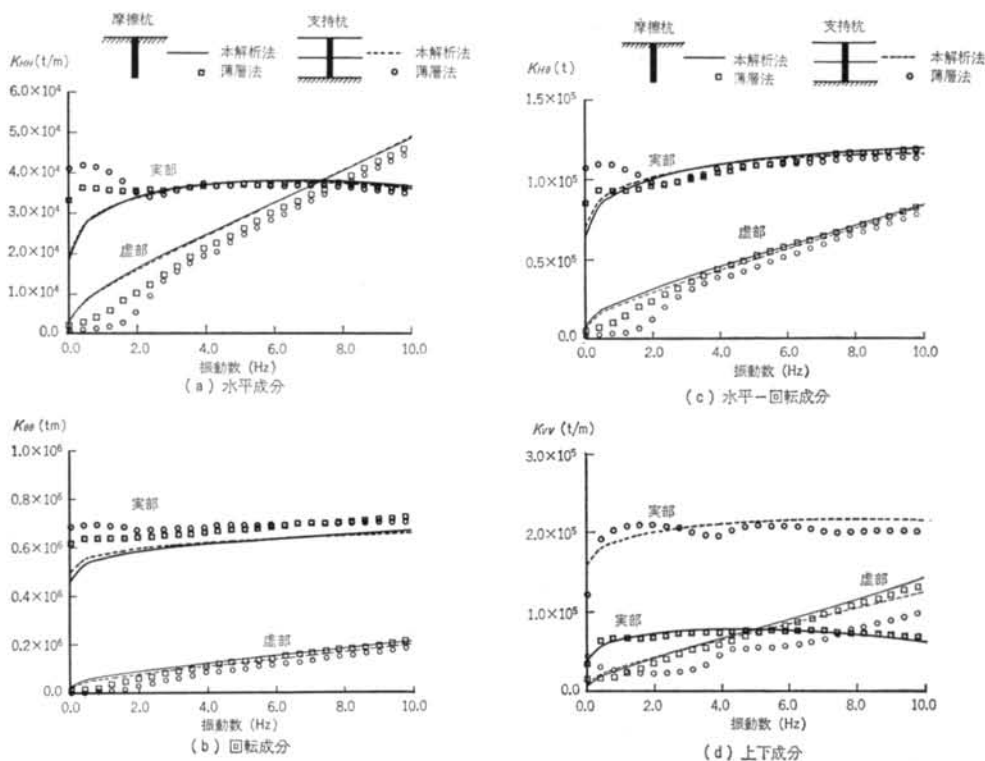 摩擦杭
支持杭
K_HH (t/m)
本解析法
本解析法
薄層法
薄層法
6.0×10⁴
5.0×10⁴
4.0×10⁴
3.0×10⁴
2.0×10⁴
1.0×10⁴
0.0
実部
虚部
0.0 2.0 4.0 6.0 8.0 10.0
振動数 (Hz)
(a) 水平成分
摩擦杭
支持杭
K_Hθ (t)
本解析法
本解析法
薄層法
薄層法
1.5×10⁵
1.0×10⁵
0.5×10⁵
0.0
実部
虚部
0.0 2.0 4.0 6.0 8.0 10.0
振動数 (Hz)
(c) 水平−回転成分
K_θθ (tm)
1.0×10⁶
0.8×10⁶
0.6×10⁶
0.4×10⁶
0.2×10⁶
0.0
実部
虚部
0.0 2.0 4.0 6.0 8.0 10.0
振動数 (Hz)
(b) 回転成分
K_VV (t/m)
3.0×10⁵
2.0×10⁵
1.0×10⁵
0.0
実部
虚部
実部
0.0 2.0 4.0 6.0 8.0 10.0
振動数 (Hz)
(d) 上下成分